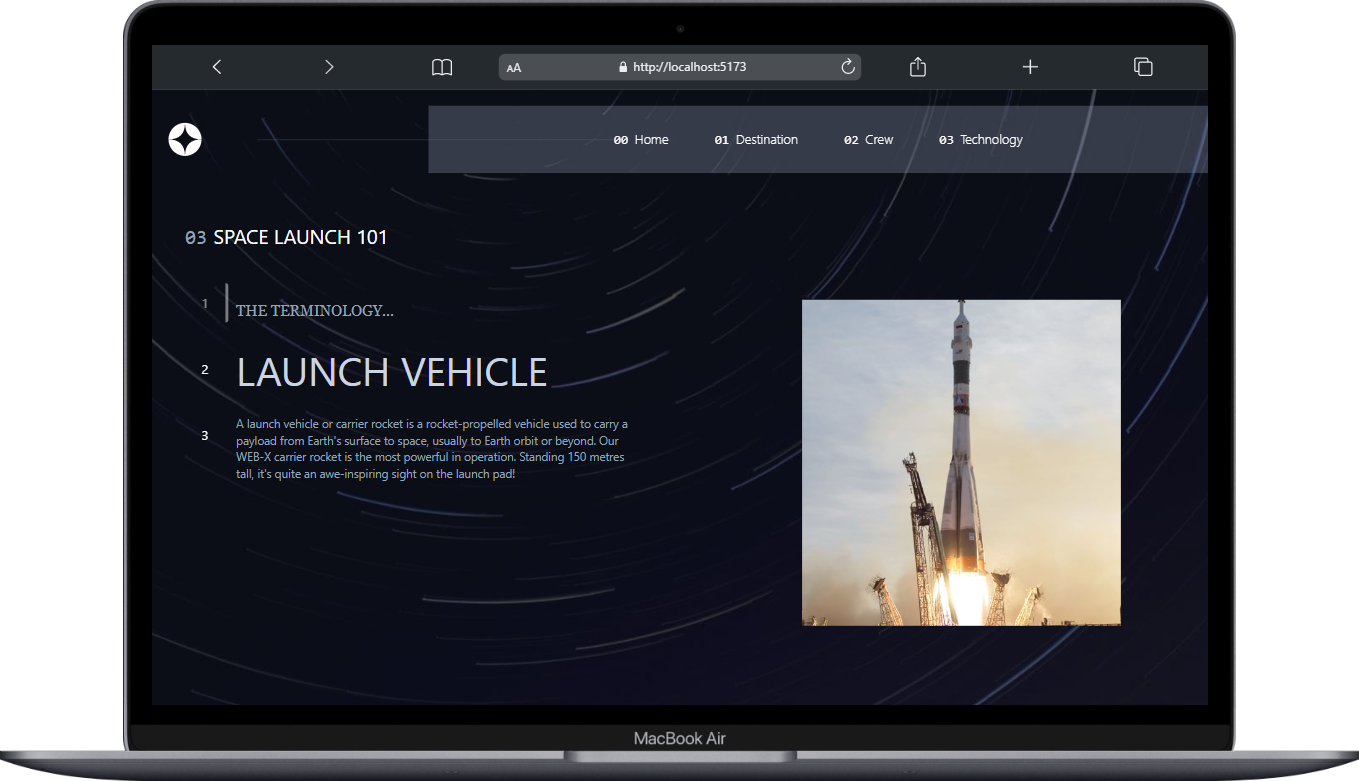 AA http://localhost:5173
00 Home 01 Destination 02 Crew 03 Technology
03 SPACE LAUNCH 101
1
THE TERMINOLOGY...
2
LAUNCH VEHICLE
3
A launch vehicle or carrier rocket is a rocket-propelled vehicle used to carry a
payload from Earth's surface to space, usually to Earth orbit or beyond. Our
WEB-X carrier rocket is the most powerful in operation. Standing 150 metres
tall, it's quite an awe-inspiring sight on the launch pad!
MacBook Air